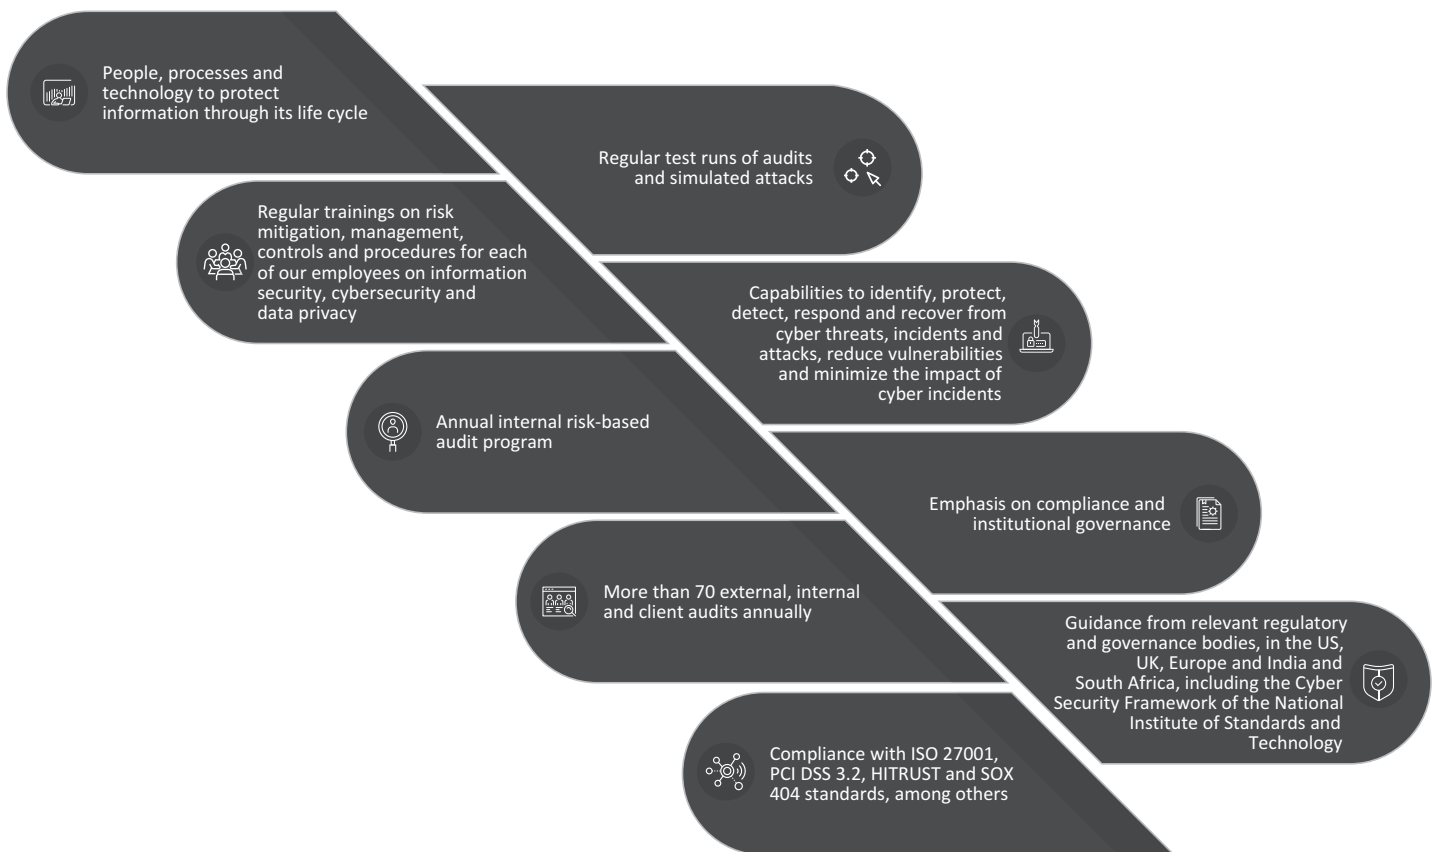 People, processes and
technology to protect
information through its life cycle
Regular test runs of audits
and simulated attacks
Regular trainings on risk
mitigation, management,
controls and procedures for each
of our employees on information
security, cybersecurity and
data privacy
Capabilities to identify, protect,
detect, respond and recover from
cyber threats, incidents and
attacks, reduce vulnerabilities
and minimize the impact of
cyber incidents
Annual internal risk-based
audit program
Emphasis on compliance and
institutional governance
More than 70 external, internal
and client audits annually
Guidance from relevant regulatory
and governance bodies, in the US,
UK, Europe and India and
South Africa, including the Cyber
Security Framework of the National
Institute of Standards and
Technology
Compliance with ISO 27001,
PCI DSS 3.2, HITRUST and SOX
404 standards, among others